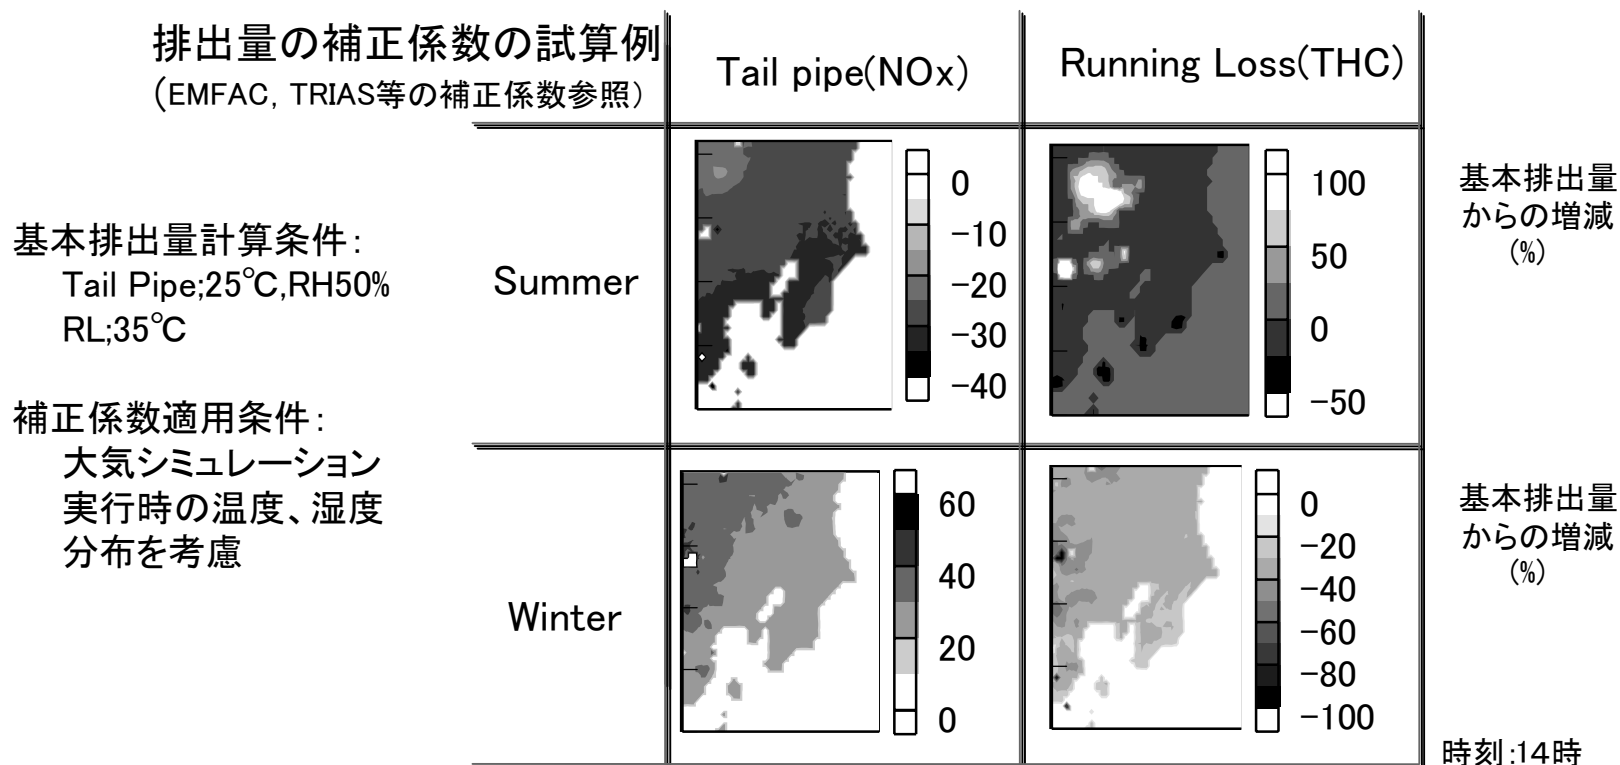 排出量の補正係数の試算例
(EMFAC, TRIAS等の補正係数参照)
Tail pipe(NOx)
Running Loss(THC)
基本排出量計算条件:
Tail Pipe;25℃,RH50%
RL;35℃
補正係数適用条件:
大気シミュレーション
実行時の温度、湿度
分布を考慮
Summer
0
-10
-20
-30
-40
100
50
0
-50
基本排出量
からの増減
(%)
Winter
60
40
20
0
0
-20
-40
-60
-80
-100
基本排出量
からの増減
(%)
時刻:14時